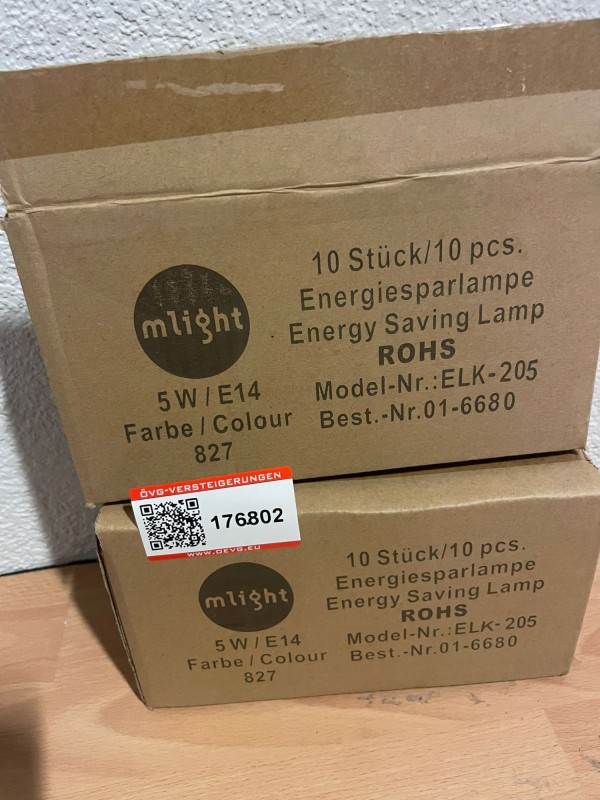 10 Stück/10 pcs.
Energiesparlampe
Energy Saving Lamp
ROHS
Model-Nr.:ELK-205
Best.-Nr.01-6680
mlight
5W/E14
Farbe/Colour
827
ÖVG-VERSTEIGERUNGEN
176802
www.oevg.eu
10 Stück/10 pcs.
Energiesparlampe
Energy Saving Lamp
ROHS
Model-Nr.:ELK-205
Best.-Nr.01-6680
mlight
5W/E14
Farbe/Colour
827